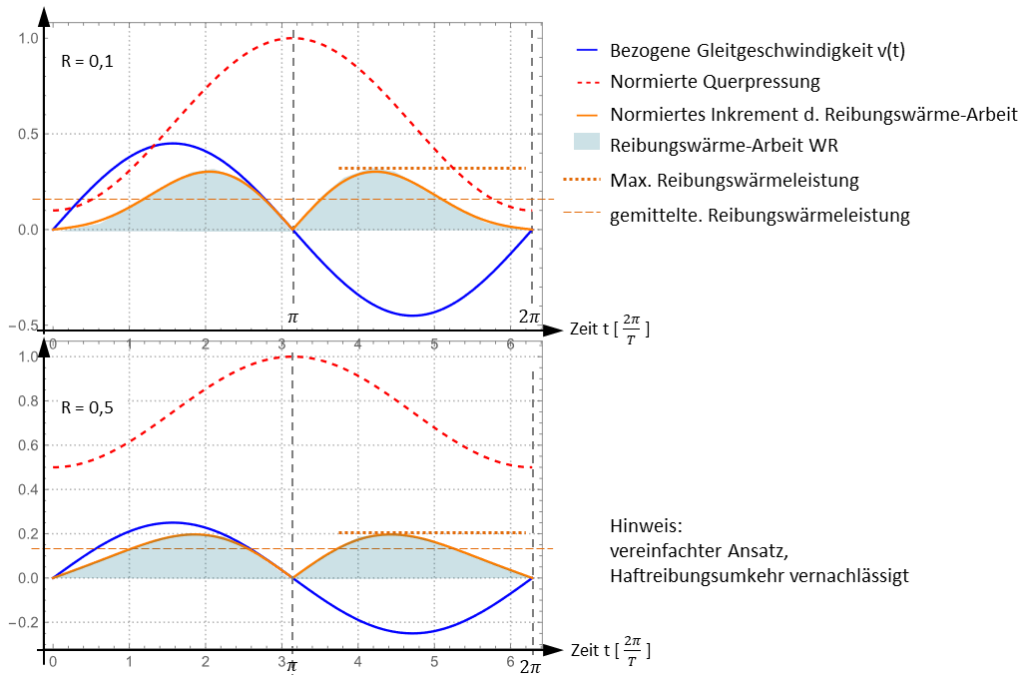 1.0
R = 0,1
0.5
0.0
−0.5
π
2π
0
1
2
3
4
5
6
Zeit t [ 2π/T ]
Bezogene Gleitgeschwindigkeit v(t)
Normierte Querpressung
Normiertes Inkrement d. Reibungswärme-Arbeit
Reibungswärme-Arbeit WR
Max. Reibungswärmeleistung
gemittelte. Reibungswärmeleistung
1.0
R = 0,5
0.8
0.6
0.4
0.2
0.0
−0.2
0
1
2
3
4
5
6
π
2π
Zeit t [ 2π/T ]
Hinweis:
vereinfachter Ansatz,
Haftreibungsumkehr vernachlässigt